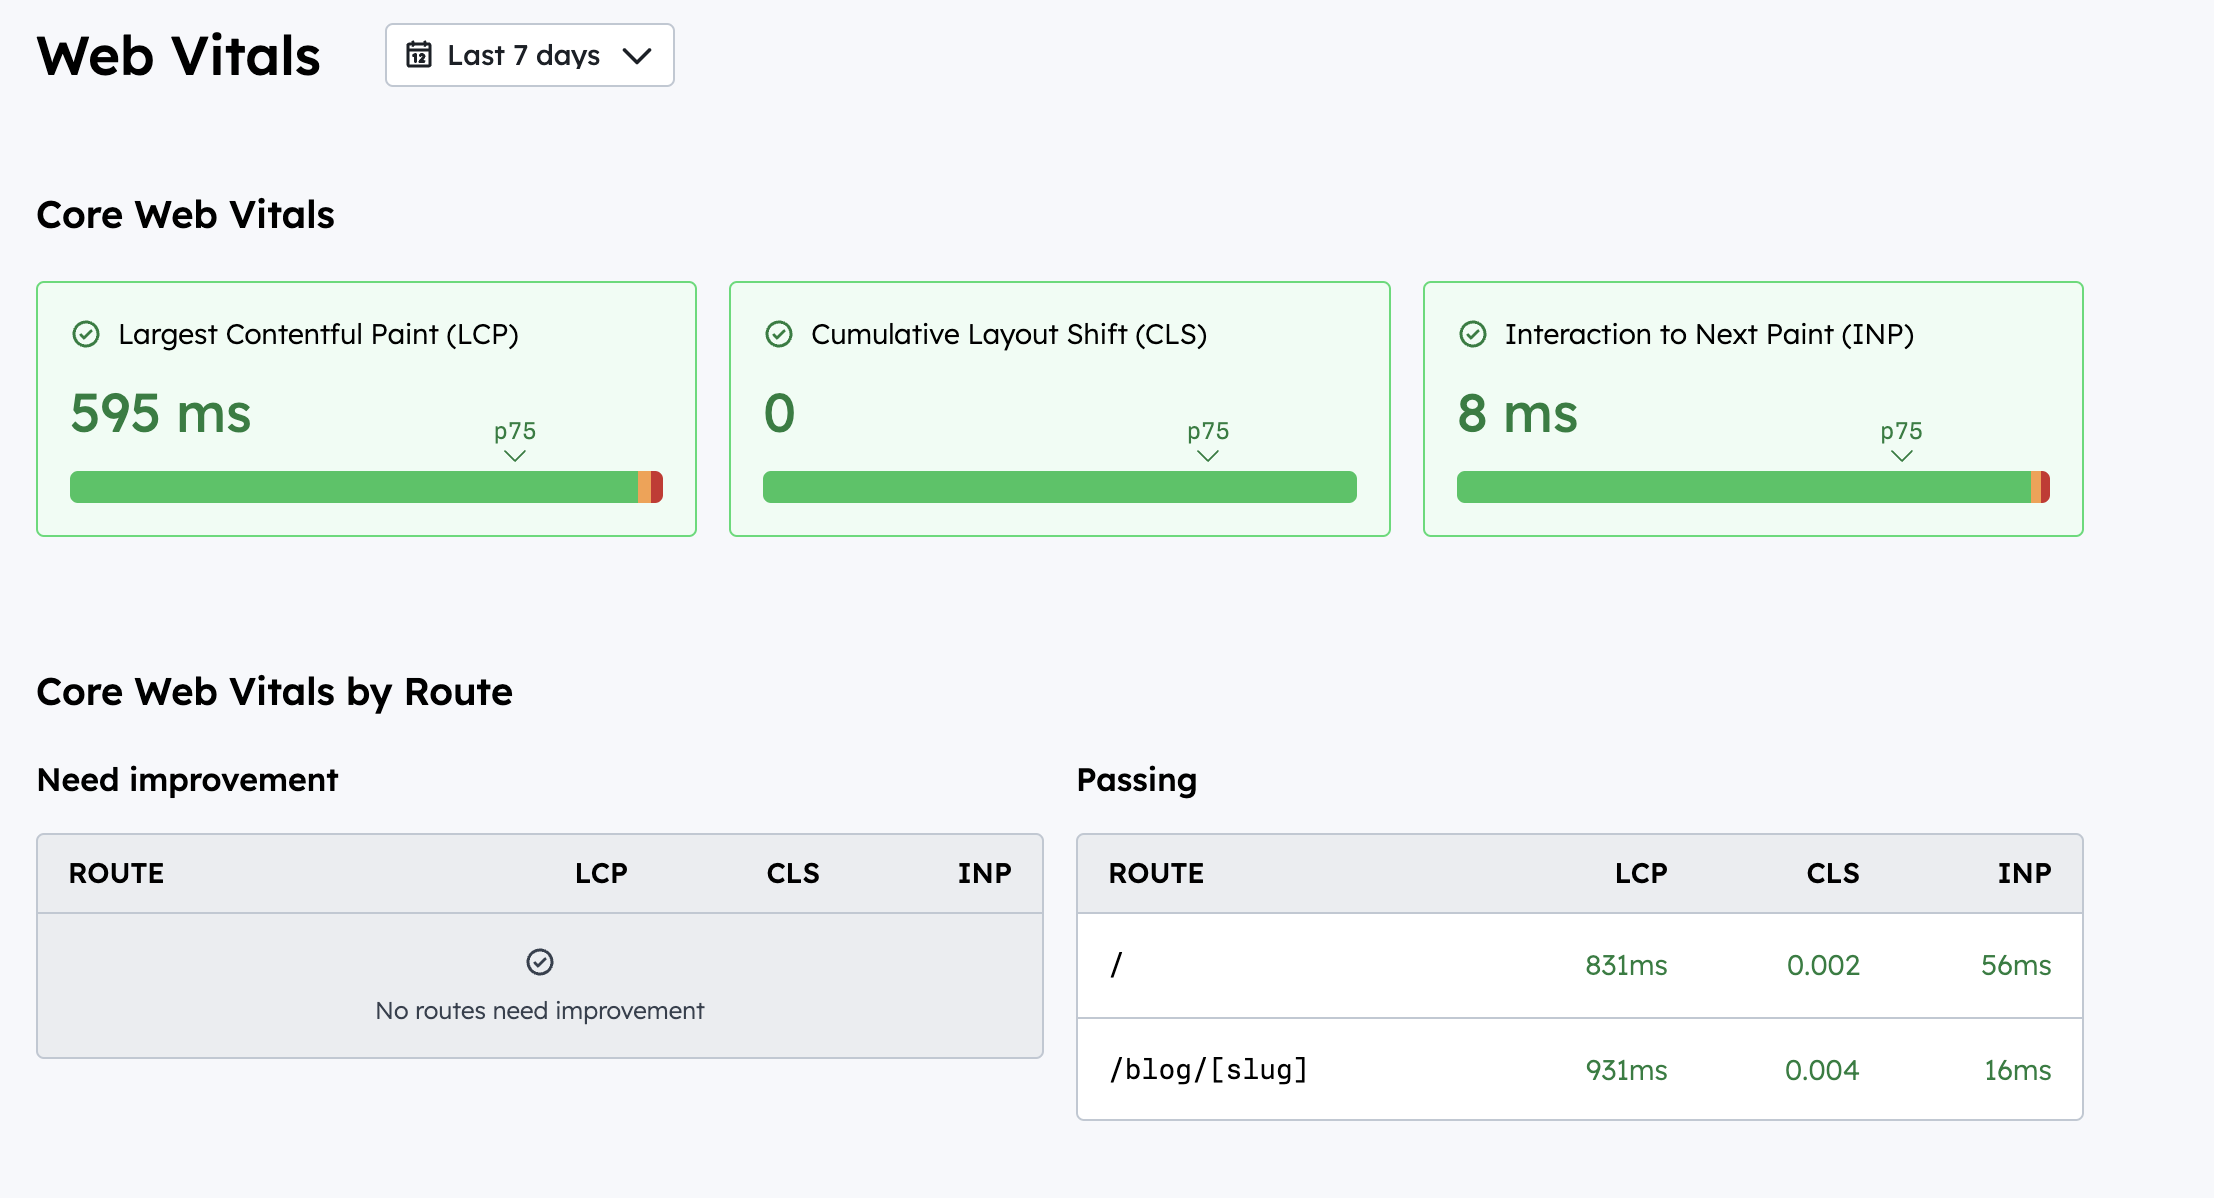 Web Vitals
12
Last 7 days
Core Web Vitals
Largest Contentful Paint (LCP)
595 ms
p75
Cumulative Layout Shift (CLS)
0
p75
Interaction to Next Paint (INP)
8 ms
p75
Core Web Vitals by Route
Need improvement
ROUTE LCP CLS INP
No routes need improvement
Passing
ROUTE LCP CLS INP
/ 831ms 0.002 56ms
/blog/[slug] 931ms 0.004 16ms